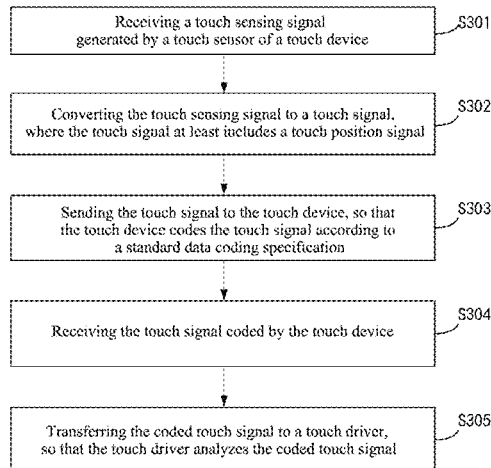 Receiving a touch sensing signal
generated by a touch sensor of a touch device
S301
Converting the touch sensing signal to a touch signal,
where the touch signal at least includes a touch position signal
S302
Sending the touch signal to the touch device, so that
the touch device codes the touch signal according to
a standard data coding specification
S303
Receiving the touch signal coded by the touch device
S304
Transferring the coded touch signal to a touch driver,
so that the touch driver analyzes the coded touch signal
S305